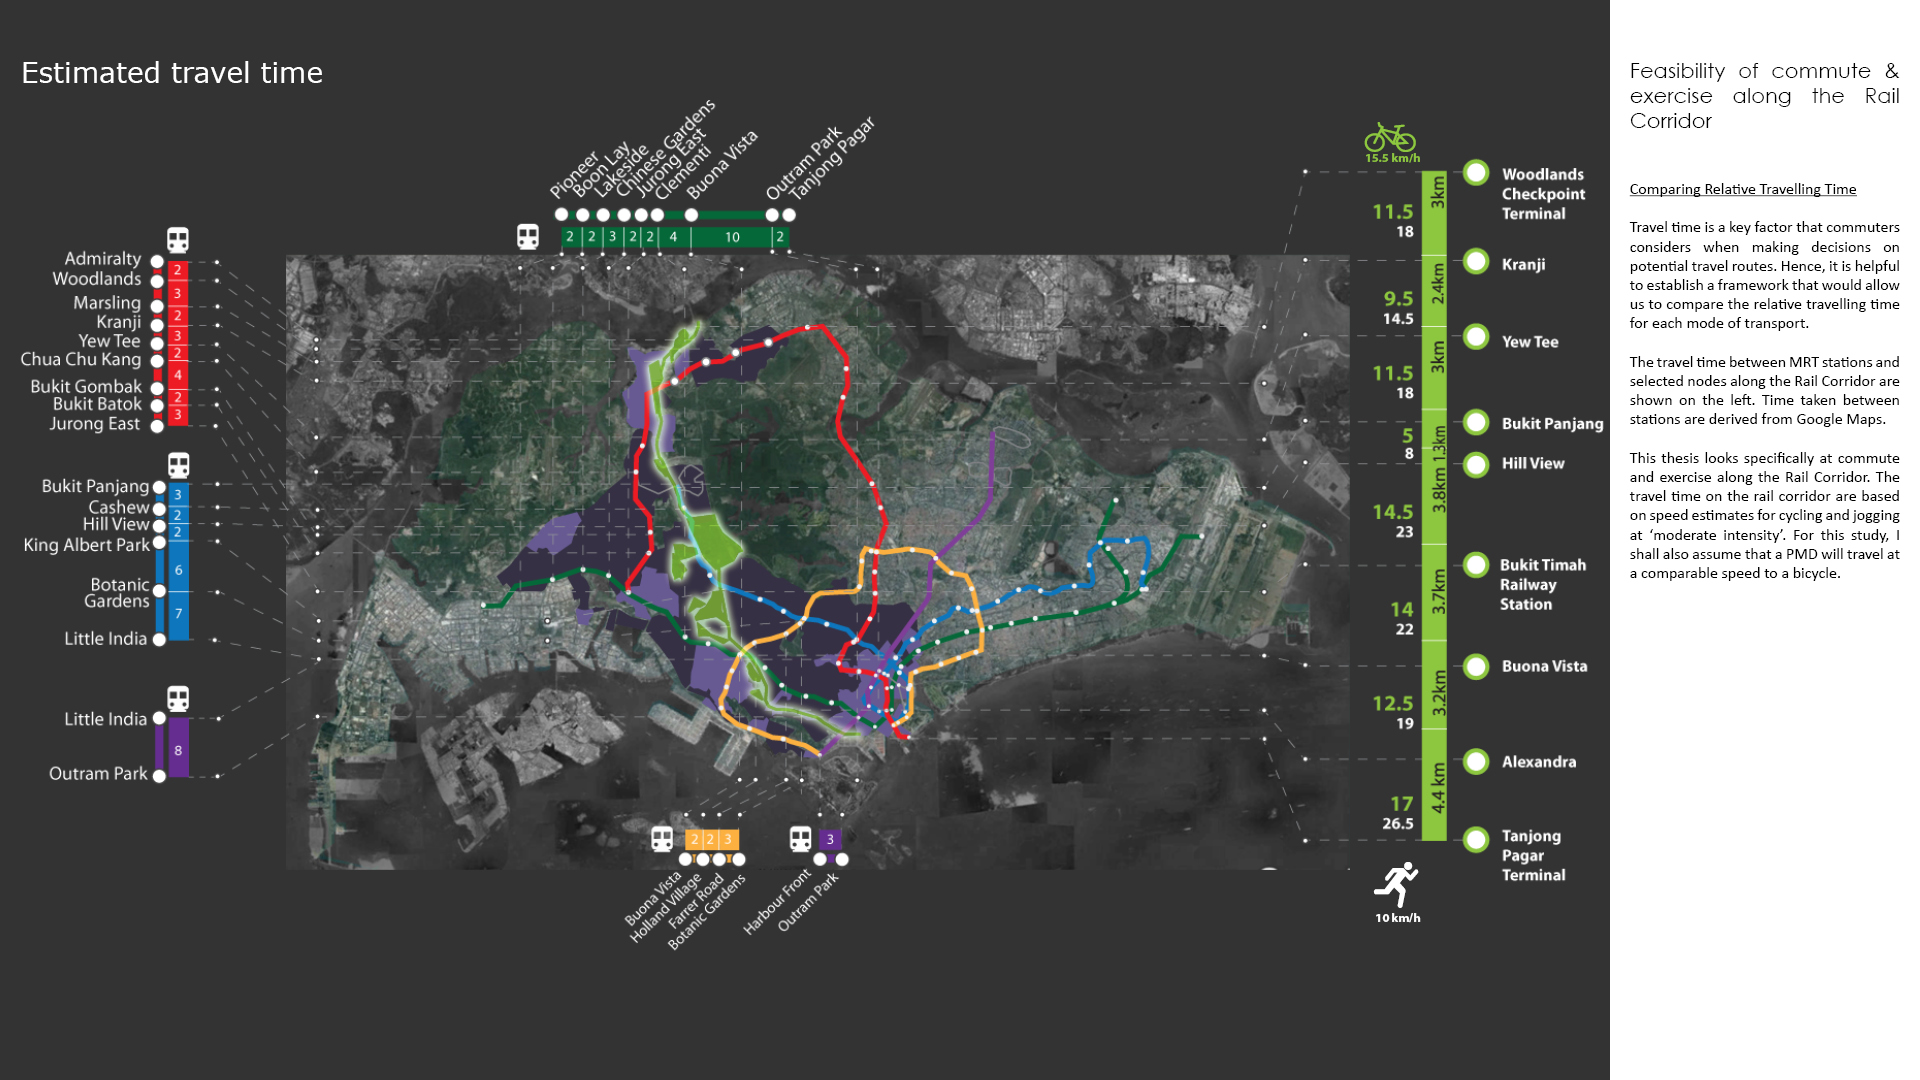 Estimated travel time
Pioneer
Boon Lay
Lakeside
Chinese Gardens
Jurong East
Clementi
Buona Vista
Outram Park
Tanjong Pagar
2
2
3
2
2
4
10
2
Admiralty
Woodlands
Marsling
Kranji
Yew Tee
Chua Chu Kang
Bukit Gombak
Bukit Batok
Jurong East
2
3
2
3
2
4
2
3
Bukit Panjang
Cashew
Hill View
King Albert Park
Botanic
Gardens
Little India
3
2
2
6
7
Little India
Outram Park
8
2
2
3
Buona Vista
Holland Village
Farrer Road
Botanic Gardens
3
Harbour Front
Outram Park
15.5 km/h
11.5
18
9.5
14.5
11.5
18
5
8
14.5
23
14
22
12.5
19
17
26.5
10 km/h
3km
2.4km
3km
1.3km
3.8km
3.7km
3.2km
4.4 km
Woodlands
Checkpoint
Terminal
Kranji
Yew Tee
Bukit Panjang
Hill View
Bukit Timah
Railway
Station
Buona Vista
Alexandra
Tanjong
Pagar
Terminal
Feasibility of commute &
exercise along the Rail
Corridor
Comparing Relative Travelling Time
Travel time is a key factor that commuters
considers when making decisions on
potential travel routes. Hence, it is helpful
to establish a framework that would allow
us to compare the relative travelling time
for each mode of transport.
The travel time between MRT stations and
selected nodes along the Rail Corridor are
shown on the left. Time taken between
stations are derived from Google Maps.
This thesis looks specifically at commute
and exercise along the Rail Corridor. The
travel time on the rail corridor are based
on speed estimates for cycling and jogging
at ‘moderate intensity’. For this study, I
shall also assume that a PMD will travel at
a comparable speed to a bicycle.